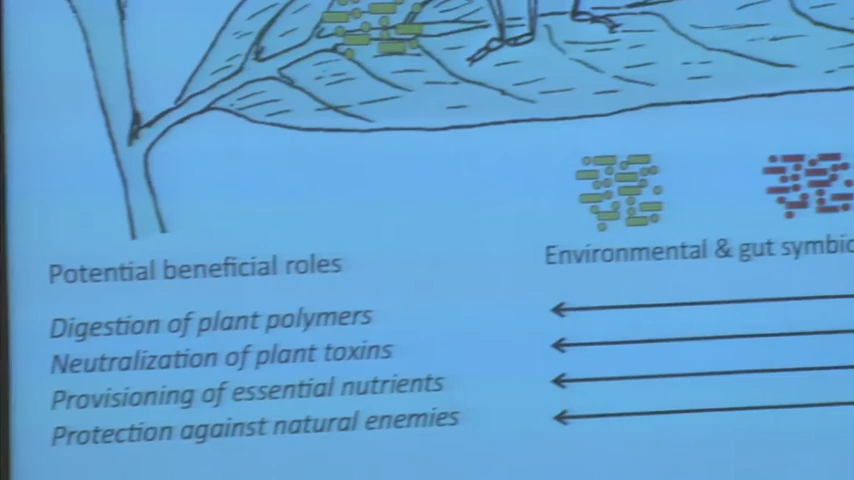 Potential beneficial roles
Environmental & gut
Digestion of plant polymers
Neutralization of plant toxins
Provisioning of essential nutrients
Protection against natural enemies